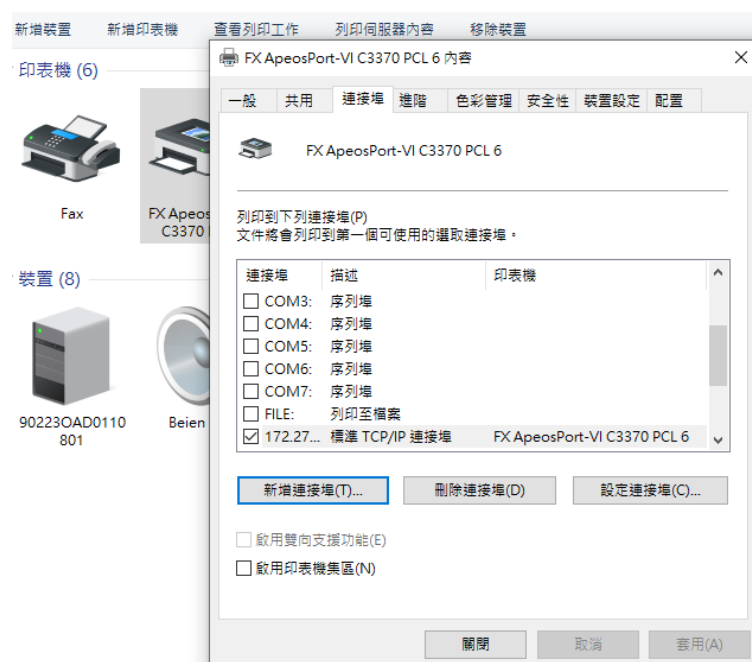 新增裝置 新增印表機 查看列印工作 列印伺服器內容 移除裝置
印表機 (6)
Fax
FX Apeos
C3370
裝置 (8)
90223OAD0110
801
Beien
FX ApeosPort-VI C3370 PCL 6 內容
一般 共用 連接埠 進階 色彩管理 安全性 裝置設定 配置
FX ApeosPort-VI C3370 PCL 6
列印到下列連接埠(P)
文件將會列印到第一個可使用的選取連接埠。
連接埠 描述 印表機
COM3: 序列埠
COM4: 序列埠
COM5: 序列埠
COM6: 序列埠
COM7: 序列埠
FILE: 列印至檔案
172.27... 標準 TCP/IP 連接埠 FX ApeosPort-VI C3370 PCL 6
新增連接埠(T)... 刪除連接埠(D) 設定連接埠(C)...
啟用雙向支援功能(E)
啟用印表機集區(N)
關閉 取消 套用(A)